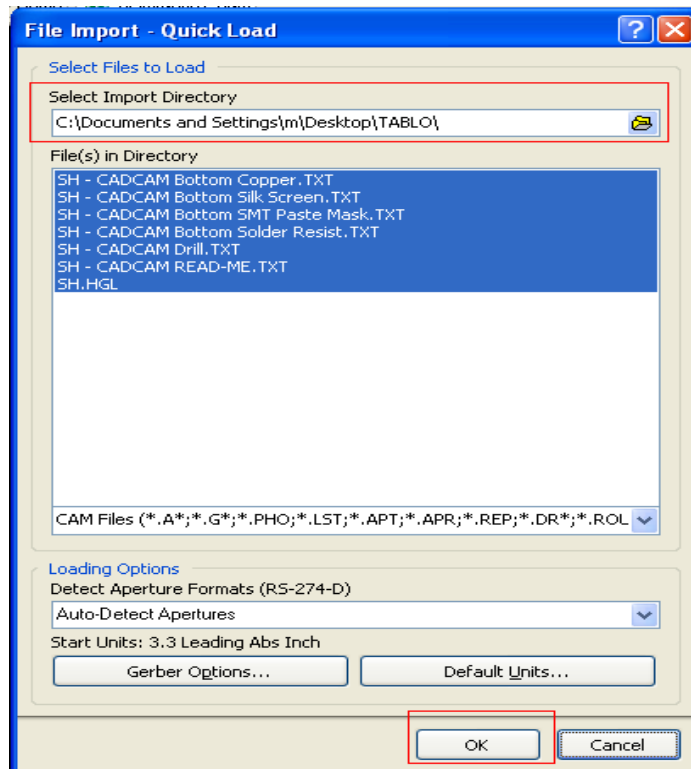 File Import - Quick Load
Select Files to Load
Select Import Directory
C:\Documents and Settings\m\Desktop\TABLO\
File(s) in Directory
SH - CADCAM Bottom Copper.TXT
SH - CADCAM Bottom Silk Screen.TXT
SH - CADCAM Bottom SMT Paste Mask.TXT
SH - CADCAM Bottom Solder Resist.TXT
SH - CADCAM Drill.TXT
SH - CADCAM READ-ME.TXT
SH.HGL
CAM Files (*.A*;*.G*;*.PHO;*.LST;*.APT;*.APR;*.REP;*.DR*;*.ROL
Loading Options
Detect Aperture Formats (RS-274-D)
Auto-Detect Apertures
Start Units: 3.3 Leading Abs Inch
Gerber Options... Default Units...
OK Cancel